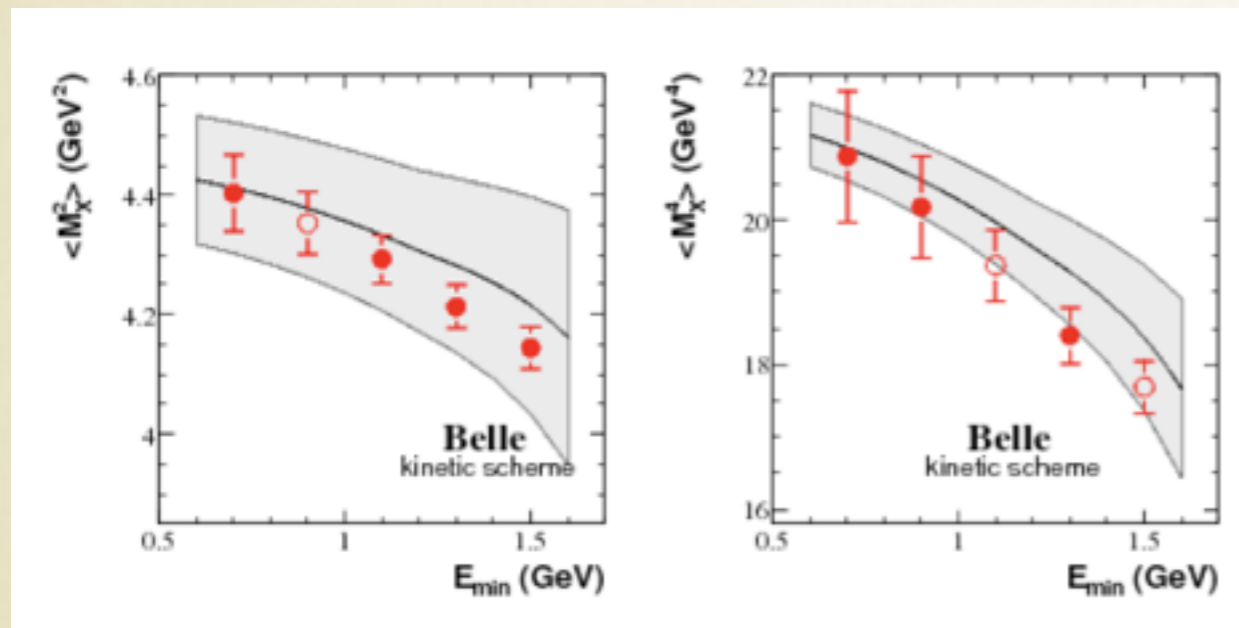 <M²X> (GeV²)
4.6
4.4
4.2
4
0.5 1 1.5
Emin (GeV)
Belle
kinetic scheme
<M⁴X> (GeV⁴)
22
20
18
16
0.5 1 1.5
Emin (GeV)
Belle
kinetic scheme